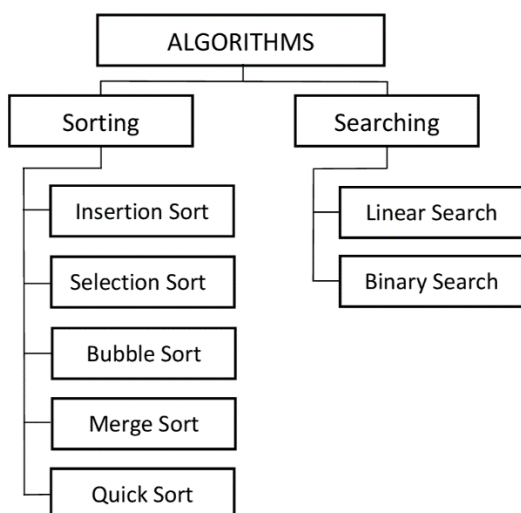 ALGORITHMS
Sorting
Searching
Insertion Sort
Selection Sort
Bubble Sort
Merge Sort
Quick Sort
Linear Search
Binary Search